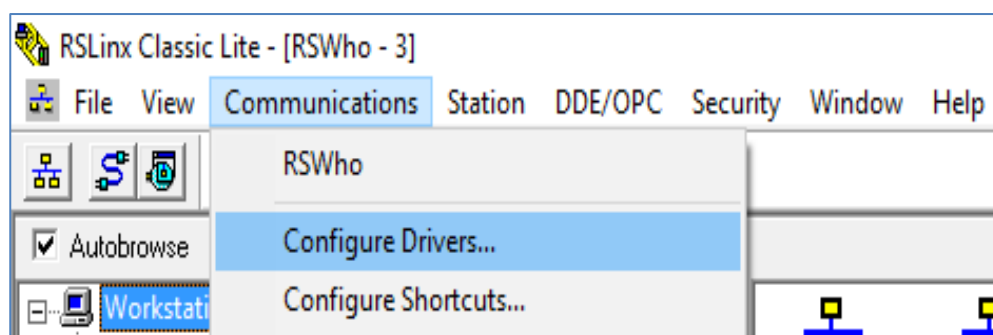 RSLinx Classic Lite - [RSWho - 3]
File View Communications Station DDE/OPC Security Window Help
RSWho
Configure Drivers...
Autobrowse
Configure Shortcuts...